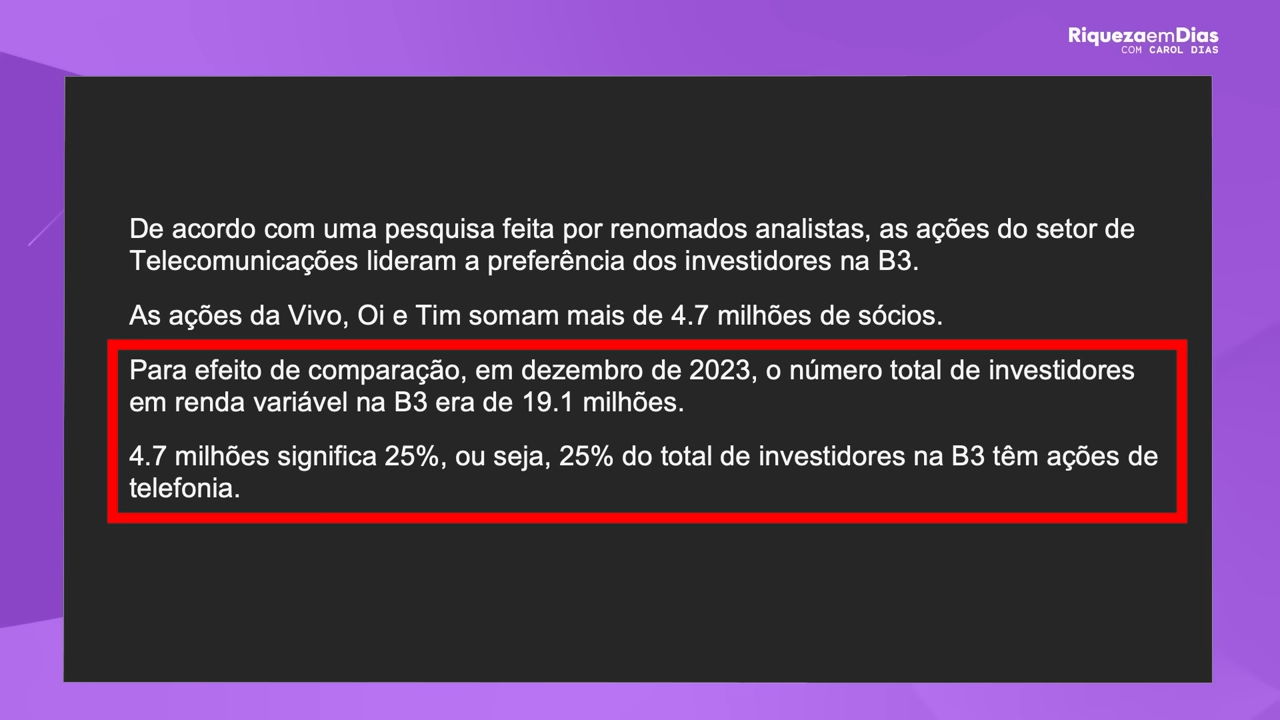 RiquezaemDias
COM CAROL DIAS
De acordo com uma pesquisa feita por renomados analistas, as ações do setor de
Telecomunicações lideram a preferência dos investidores na B3.
As ações da Vivo, Oi e Tim somam mais de 4.7 milhões de sócios.
Para efeito de comparação, em dezembro de 2023, o número total de investidores
em renda variável na B3 era de 19.1 milhões.
4.7 milhões significa 25%, ou seja, 25% do total de investidores na B3 têm ações de
telefonia.